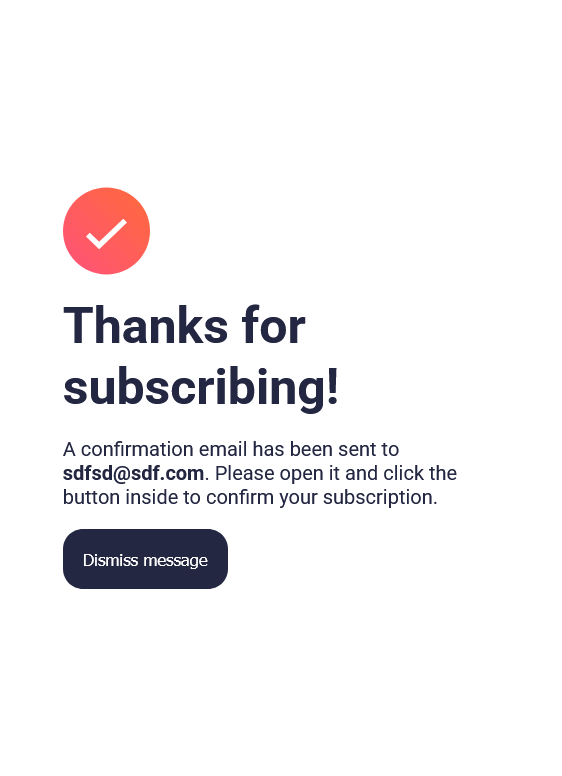 Thanks for
subscribing!
A confirmation email has been sent to
sdfsd@sdf.com. Please open it and click the
button inside to confirm your subscription.
Dismiss message